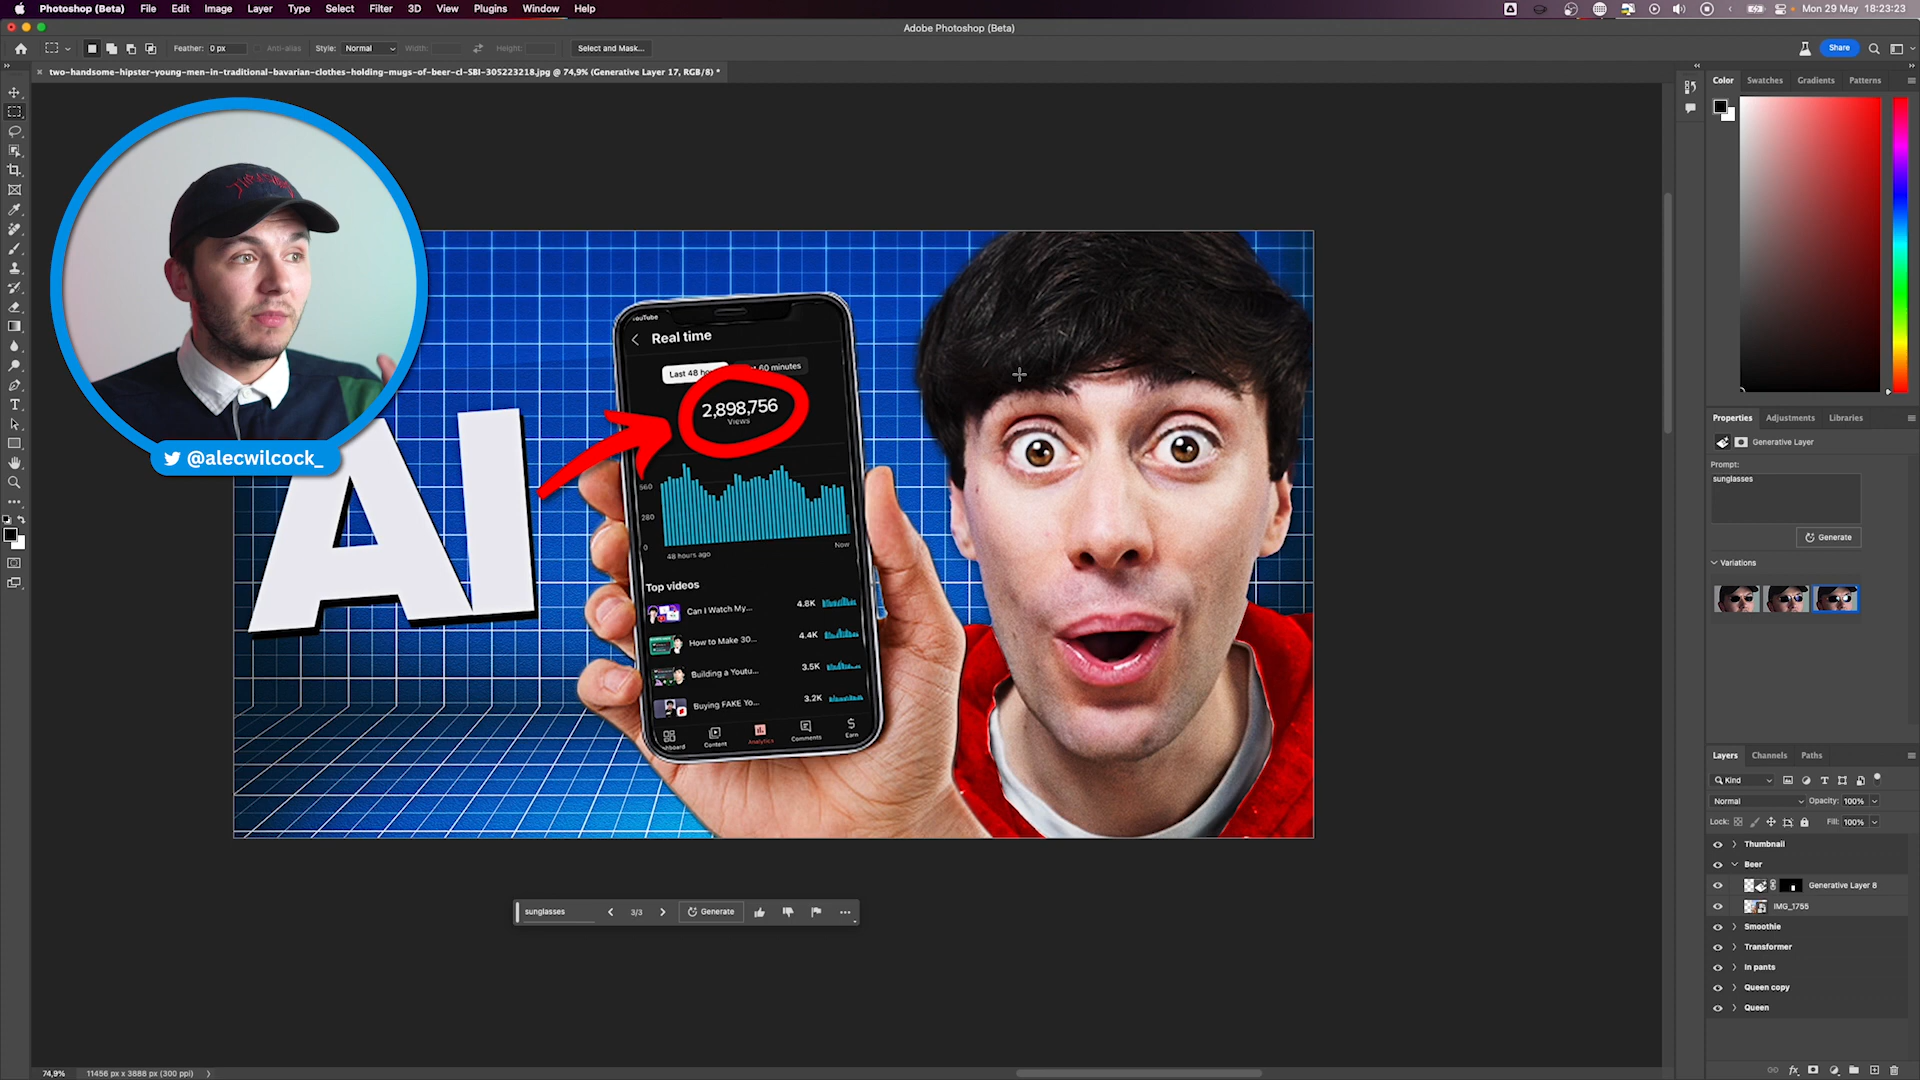 Photoshop (Beta) File Edit Image Layer Type Select Filter 3D View Plugins Window Help
Mon 29 May 18:23:23
Adobe Photoshop (Beta)
Feather: 0 px Anti-alias Style: Normal Width: Height: Select and Mask...
Share
two-handsome-hipster-young-men-in-traditional-bavarian-clothes-holding-mugs-of-beer-cl-SBI-305223218.jpg @ 74,9% (Generative Layer 17, RGB/8) *
Color Swatches Gradients Patterns
@alecwilcock_
AI
YouTube
Real time
Last 48 hou
60 minutes
2,898,756
Views
560
280
0
48 hours ago
Now
Top videos
Can I Watch My... 4.8K
How to Make 30... 4.4K
Building a Youtu... 3.5K
Buying FAKE Yo... 3.2K
hboard Content Analytics Comments Earn
sunglasses 3/3 Generate
Properties Adjustments Libraries
Generative Layer
Prompt:
sunglasses
Generate
Variations
Layers Channels Paths
Kind
Normal Opacity: 100%
Lock: Fill: 100%
Thumbnail
Beer
Generative Layer 8
IMG_1755
Smoothie
Transformer
In pants
Queen copy
Queen
74,9% 11456 px x 3888 px (300 ppi)